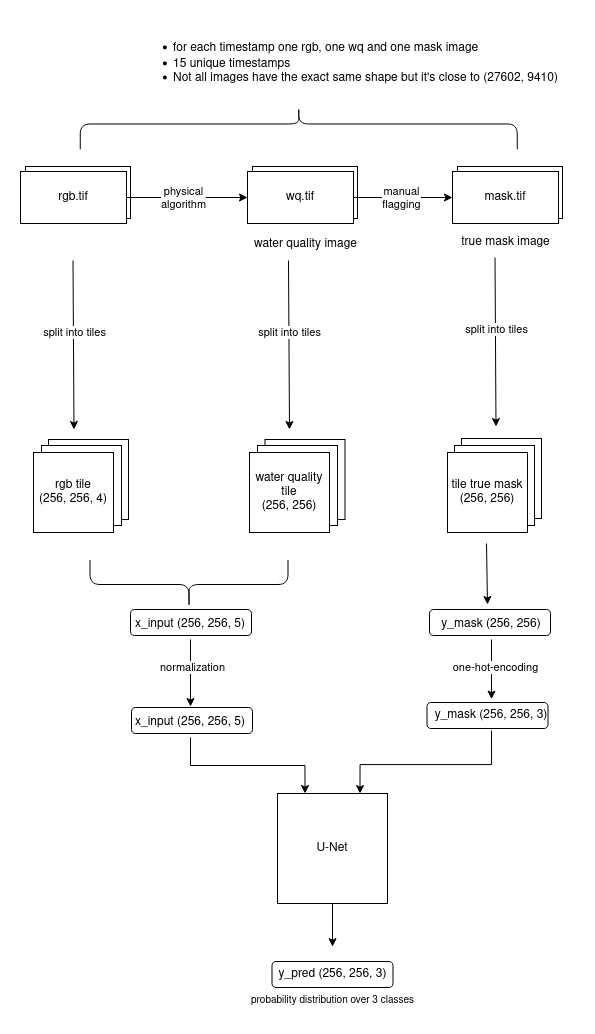 for each timestamp one rgb, one wq and one mask image
15 unique timestamps
Not all images have the exact same shape but it's close to (27602, 9410)
rgb.tif
physical
algorithm
wq.tif
manual
flagging
mask.tif
water quality image
true mask image
split into tiles
split into tiles
split into tiles
rgb tile
(256, 256, 4)
water quality
tile
(256, 256)
tile true mask
(256, 256)
x_input (256, 256, 5)
y_mask (256, 256)
normalization
one-hot-encoding
x_input (256, 256, 5)
y_mask (256, 256, 3)
U-Net
y_pred (256, 256, 3)
probability distribution over 3 classes